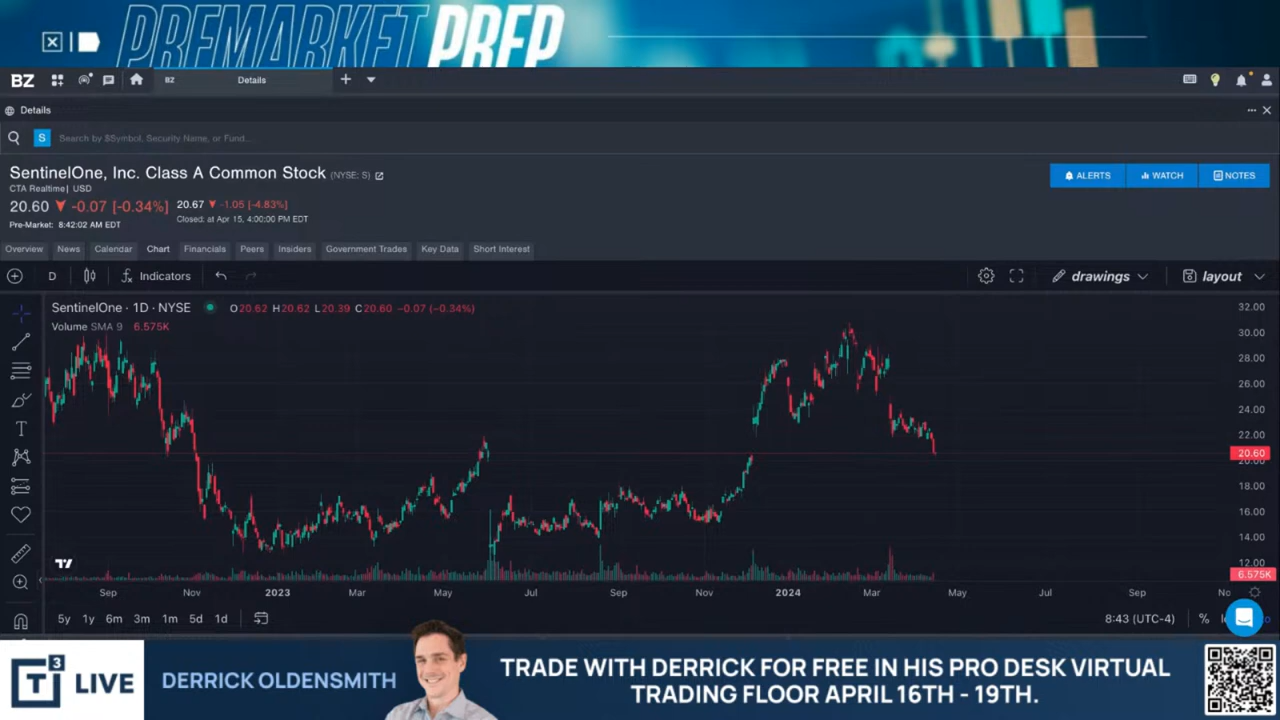 PREMARKET PREP
BZ
BZ
Details
Details
S
Search by $Symbol, Security Name, or Fund...
SentinelOne, Inc. Class A Common Stock (NYSE: S)
CTA Realtime | USD
20.60 -0.07 [-0.34%]
20.67 -1.05 [-4.83%]
Pre-Market: 8:42:02 AM EDT
Closed: at Apr 15, 4:00:00 PM EDT
ALERTS WATCH NOTES
Overview News Calendar Chart Financials Peers Insiders Government Trades Key Data Short Interest
D Indicators drawings layout
SentinelOne · 1D · NYSE O20.62 H20.62 L20.39 C20.60 -0.07 (-0.34%)
Volume SMA 9 6.575K
32.00
30.00
28.00
26.00
24.00
22.00
20.60
20.00
18.00
16.00
14.00
12.00
6.575K
Sep Nov 2023 Mar May Jul Sep Nov 2024 Mar May Jul Sep
5y 1y 6m 3m 1m 5d 1d 8:43 (UTC-4) %
T3 LIVE
DERRICK OLDENSMITH
TRADE WITH DERRICK FOR FREE IN HIS PRO DESK VIRTUAL
TRADING FLOOR APRIL 16TH - 19TH.